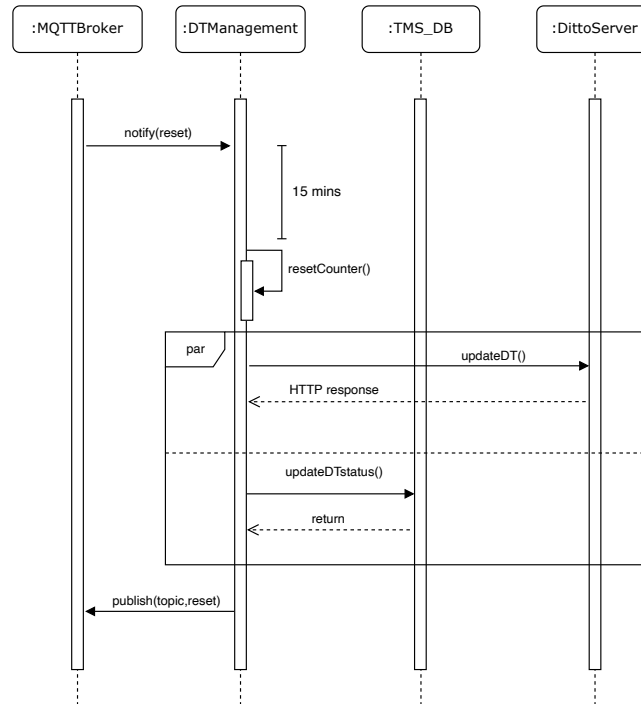 :MQTTBroker
:DTManagement
:TMS_DB
:DittoServer
notify(reset)
15 mins
resetCounter()
par
updateDT()
HTTP response
updateDTstatus()
return
publish(topic,reset)